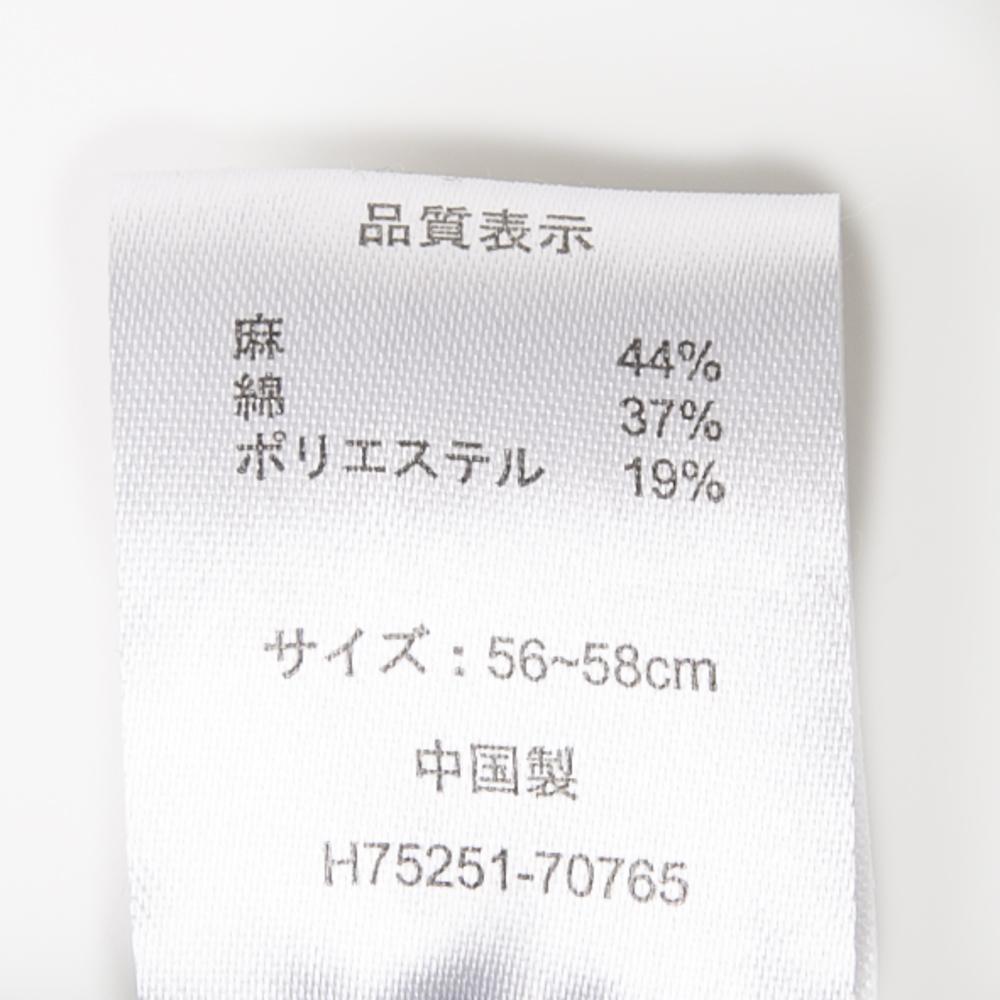 品質表示
麻 44%
綿 37%
ポリエステル 19%
サイズ：56~58cm
中国製
H75251-70765